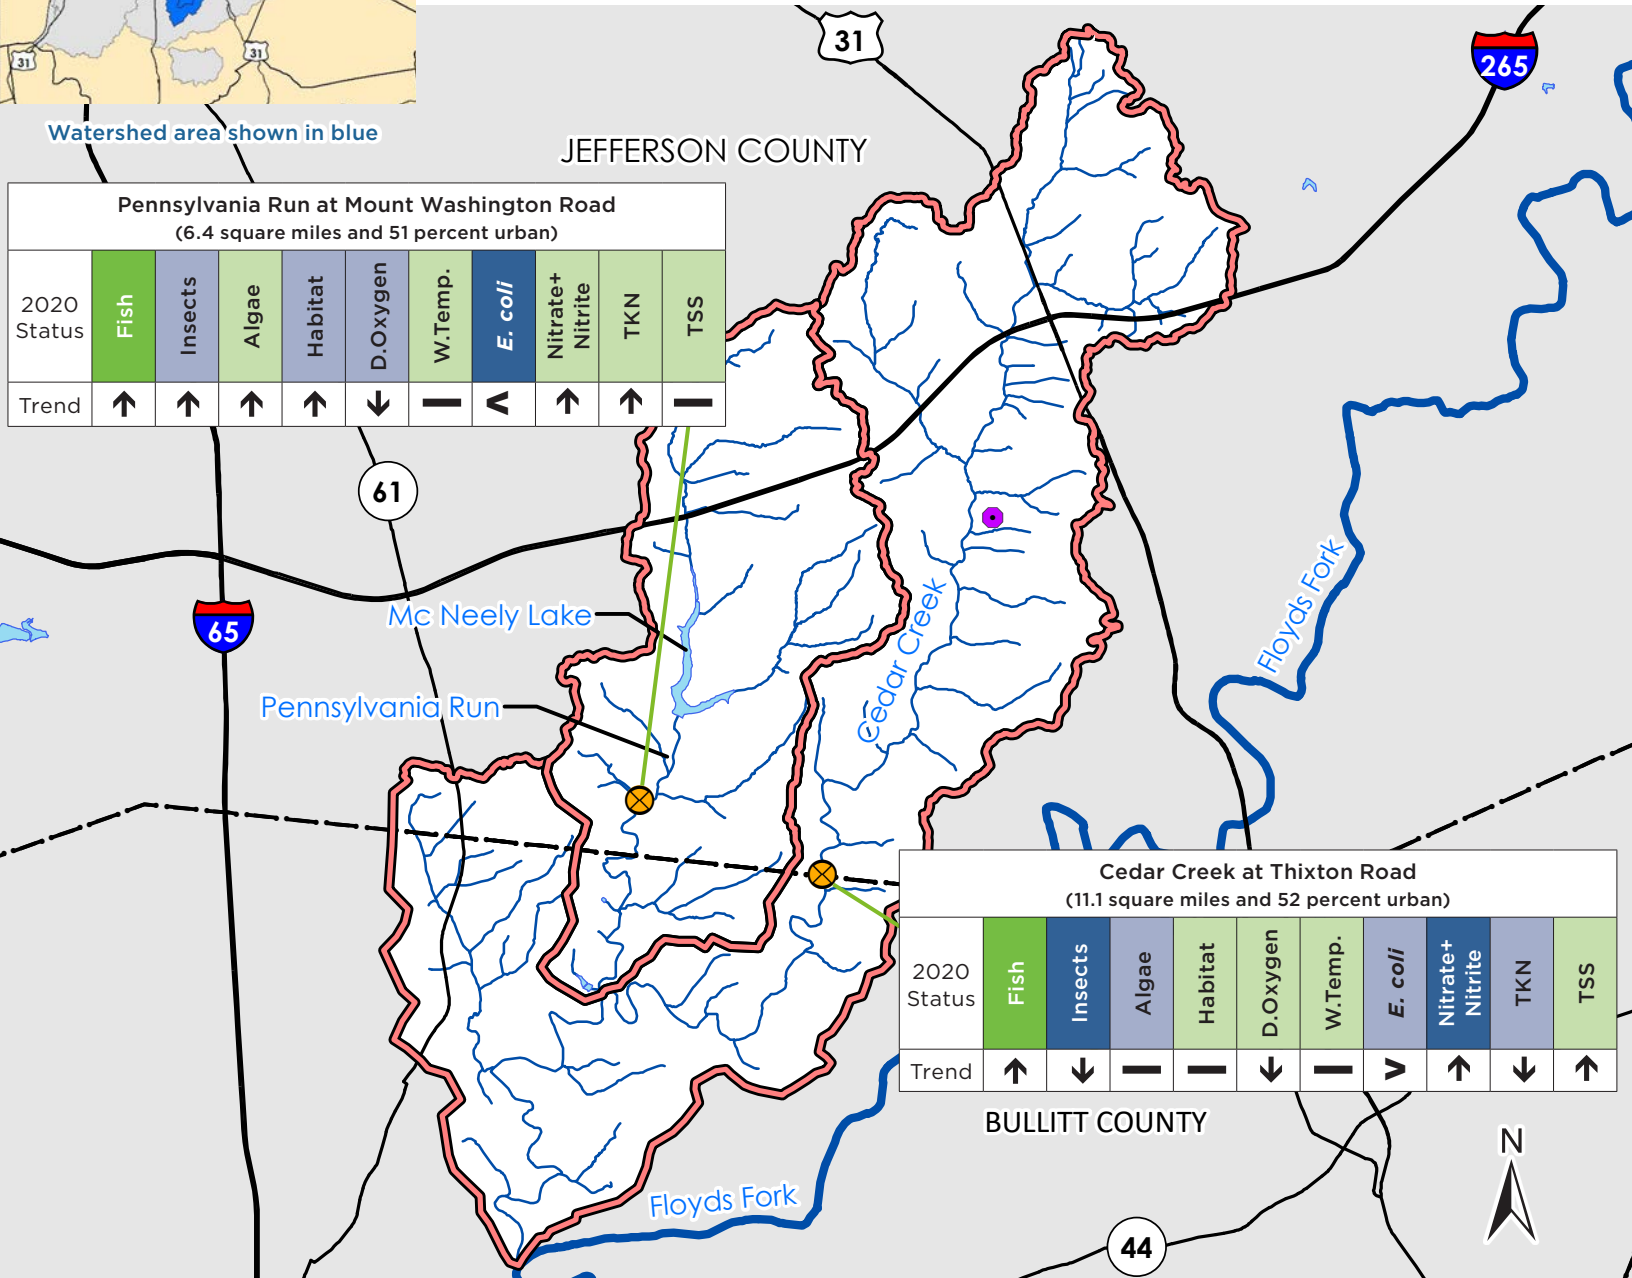 31
31
Watershed area shown in blue
31
265
JEFFERSON COUNTY
Pennsylvania Run at Mount Washington Road
(6.4 square miles and 51 percent urban)
2020
Status
Fish
Insects
Algae
Habitat
D.Oxygen
W.Temp.
E. coli
Nitrate+
Nitrite
TKN
TSS
Trend
61
65
Mc Neely Lake
Pennsylvania Run
Cedar Creek
Floyds Fork
Cedar Creek at Thixton Road
(11.1 square miles and 52 percent urban)
2020
Status
Fish
Insects
Algae
Habitat
D.Oxygen
W.Temp.
E. coli
Nitrate+
Nitrite
TKN
TSS
Trend
BULLITT COUNTY
N
Floyds Fork
44